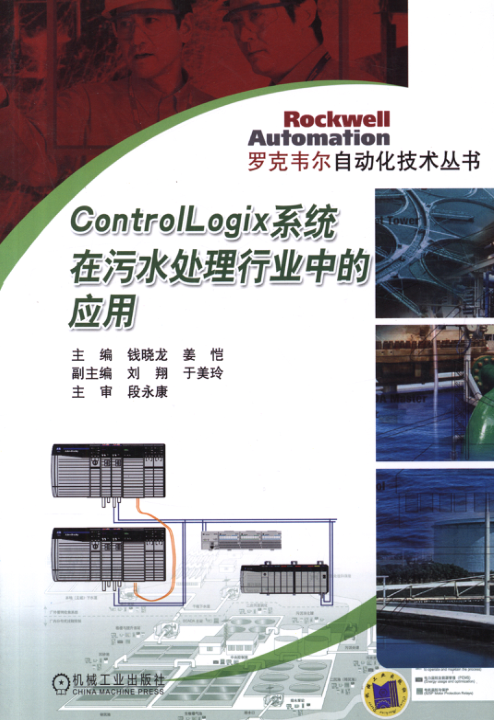 Rockwell
Automation
罗克韦尔自动化技术丛书
ControlLogix系统
在污水处理行业中的
应用
主 编 钱晓龙 姜 恺
副主编 刘 翔 于美玲
主 审 段永康
Tower
机械工业出版社
CHINA MACHINE PRESS